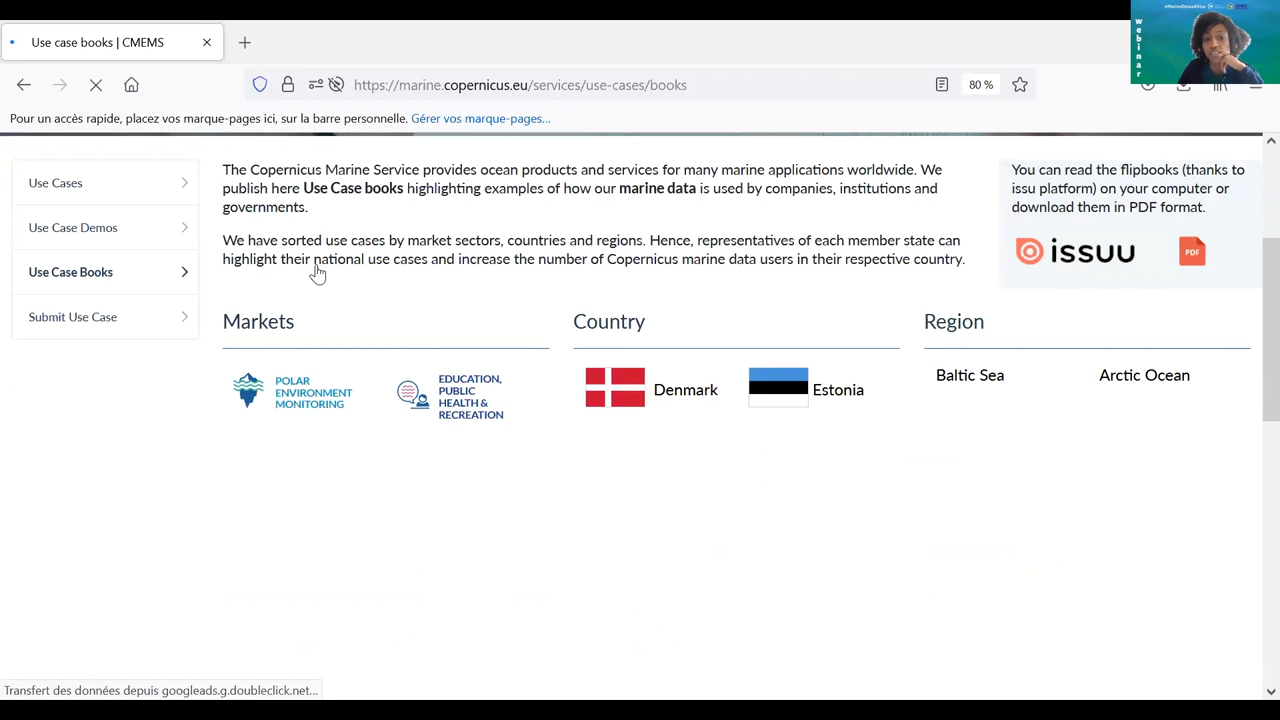 #MarineDataAfrica
webinar
Use case books | CMEMS
https://marine.copernicus.eu/services/use-cases/books
80 %
Pour un accès rapide, placez vos marque-pages ici, sur la barre personnelle. Gérer vos marque-pages...
Use Cases
Use Case Demos
Use Case Books
Submit Use Case
The Copernicus Marine Service provides ocean products and services for many marine applications worldwide. We
publish here Use Case books highlighting examples of how our marine data is used by companies, institutions and
governments.
We have sorted use cases by market sectors, countries and regions. Hence, representatives of each member state can
highlight their national use cases and increase the number of Copernicus marine data users in their respective country.
You can read the flipbooks (thanks to
issu platform) on your computer or
download them in PDF format.
issuu
PDF
Markets
POLAR
ENVIRONMENT
MONITORING
EDUCATION,
PUBLIC
HEALTH &
RECREATION
Country
Denmark
Estonia
Region
Baltic Sea
Arctic Ocean
Transfert des données depuis googleads.g.doubleclick.net...